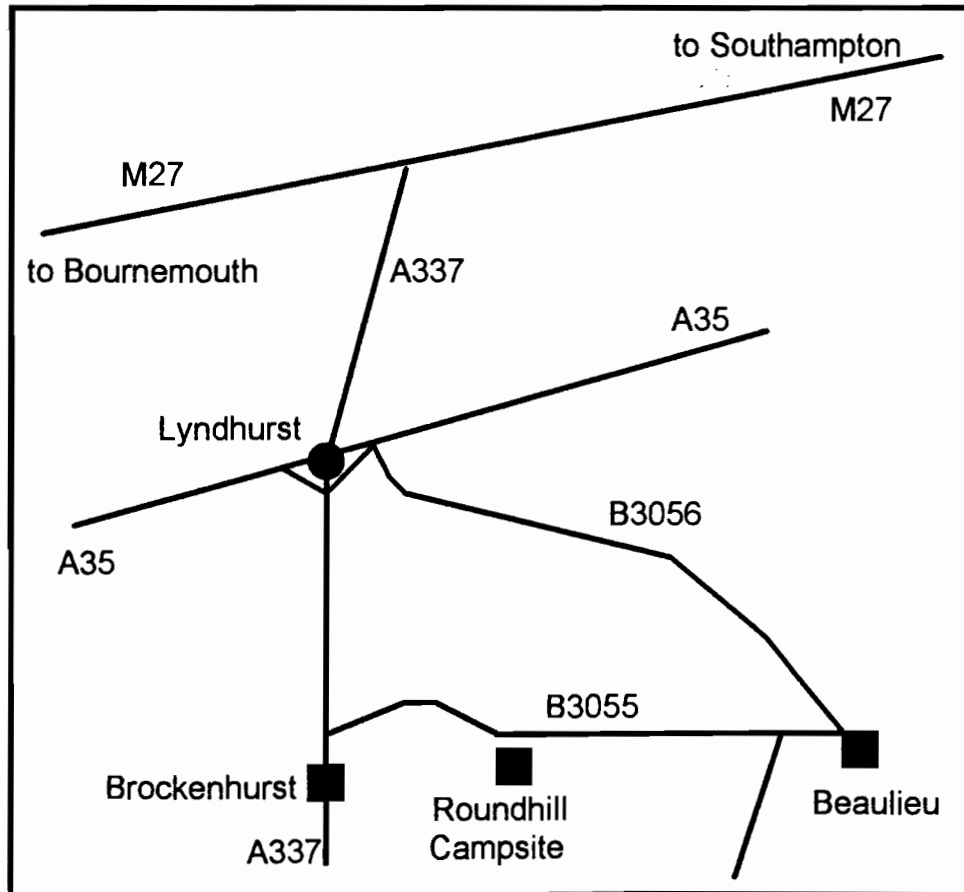 to Southampton
M27
M27
to Bournemouth
A337
A35
Lyndhurst
B3056
A35
B3055
Brockenhurst
Roundhill
Campsite
Beaulieu
A337